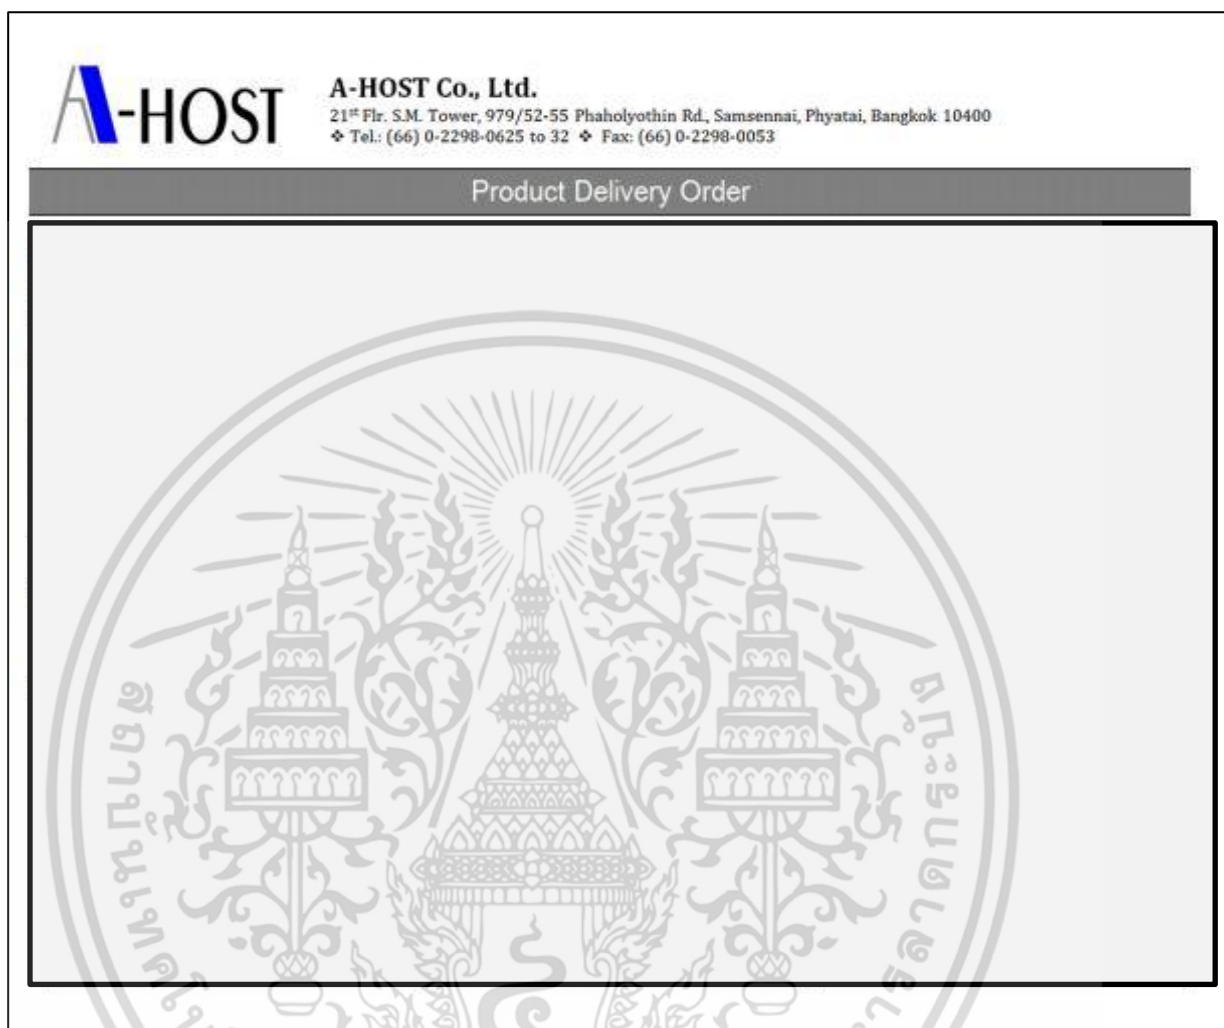 A-HOST
A-HOST Co., Ltd.
21st Flr. S.M. Tower, 979/52-55 Phaholyothin Rd., Samsennai, Phyatai, Bangkok 10400
❖ Tel.: (66) 0-2298-0625 to 32 ❖ Fax: (66) 0-2298-0053
Product Delivery Order